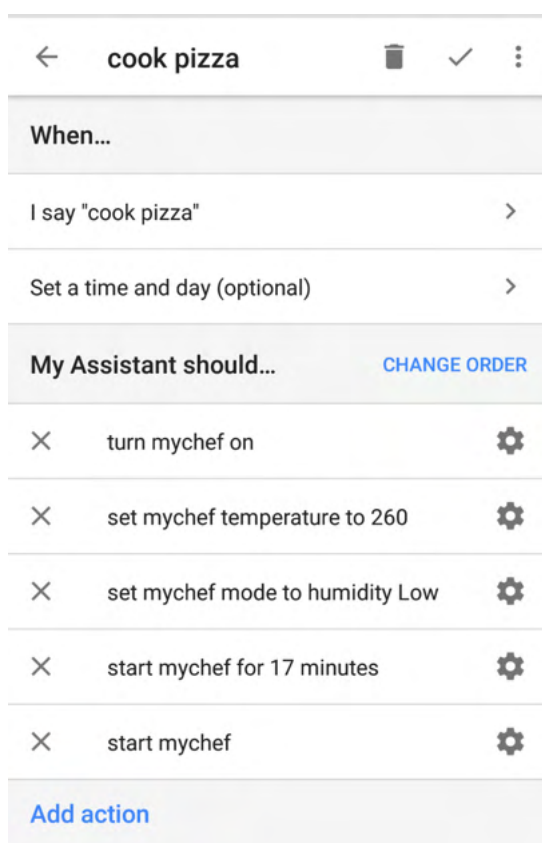 cook pizza
When...
I say "cook pizza"
Set a time and day (optional)
My Assistant should...
CHANGE ORDER
turn mychef on
set mychef temperature to 260
set mychef mode to humidity Low
start mychef for 17 minutes
start mychef
Add action